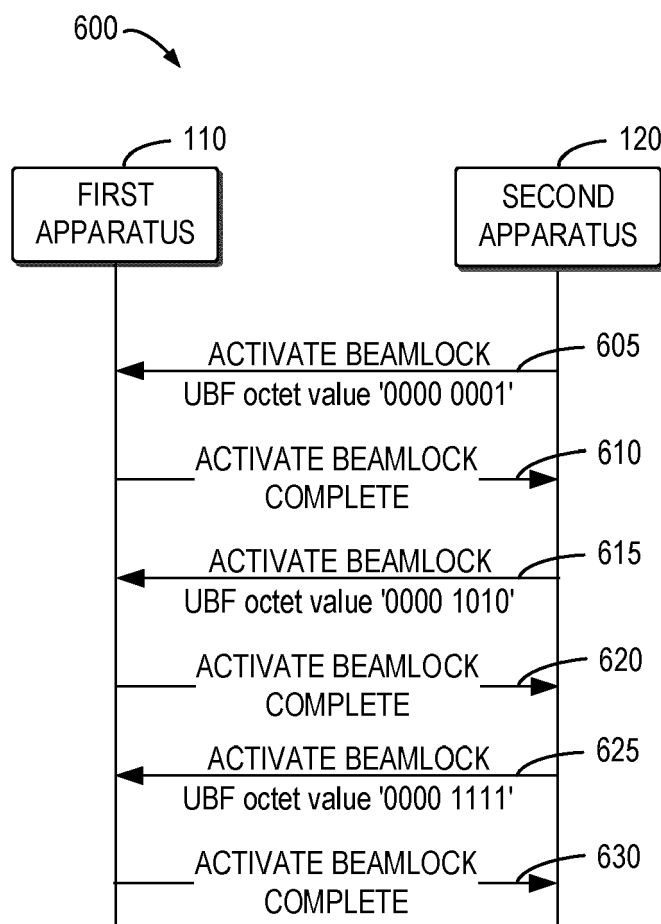 600
110
120
FIRST
APPARATUS
SECOND
APPARATUS
ACTIVATE BEAMLOCK
605
UBF octet value '0000 0001'
ACTIVATE BEAMLOCK
610
COMPLETE
ACTIVATE BEAMLOCK
615
UBF octet value '0000 1010'
ACTIVATE BEAMLOCK
620
COMPLETE
ACTIVATE BEAMLOCK
625
UBF octet value '0000 1111'
ACTIVATE BEAMLOCK
630
COMPLETE